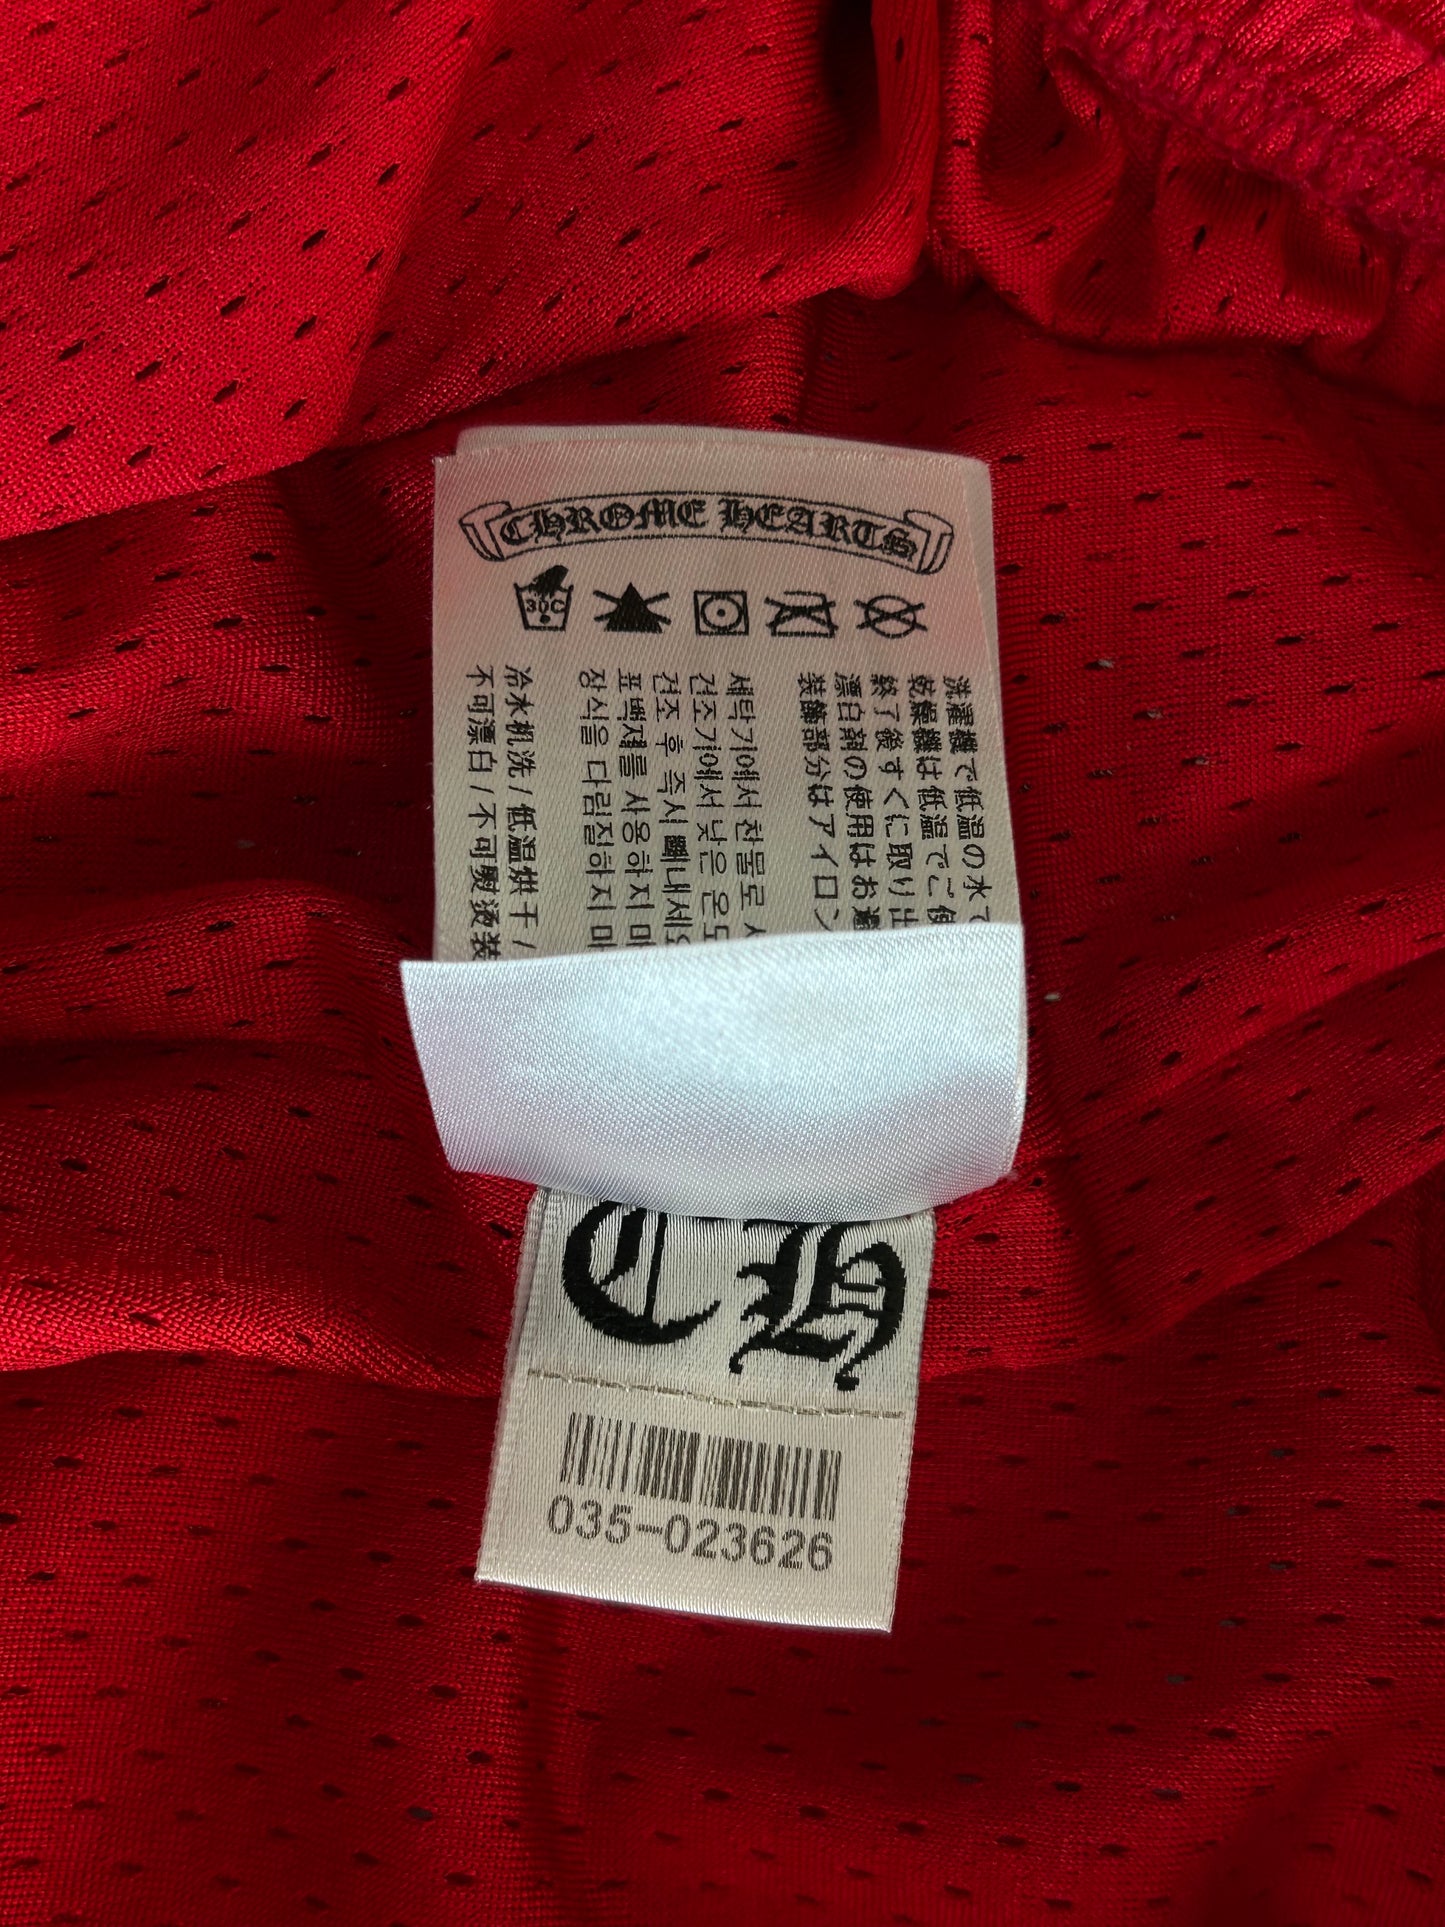 CHROME HEARTS
30C
洗濯機で低温の水で
乾燥機は低温でご使
終了後すぐに取り出
漂白剤の使用はお避
装飾部分はアイロン
세탁기에서 찬물로
건조기에서 낮은 온도
건조 후 즉시 빼내세요
표백제를 사용하지 마
장식을 다림질하지 마
冷水机洗 / 低温烘干 /
不可漂白 / 不可熨烫装
CH
035-023626